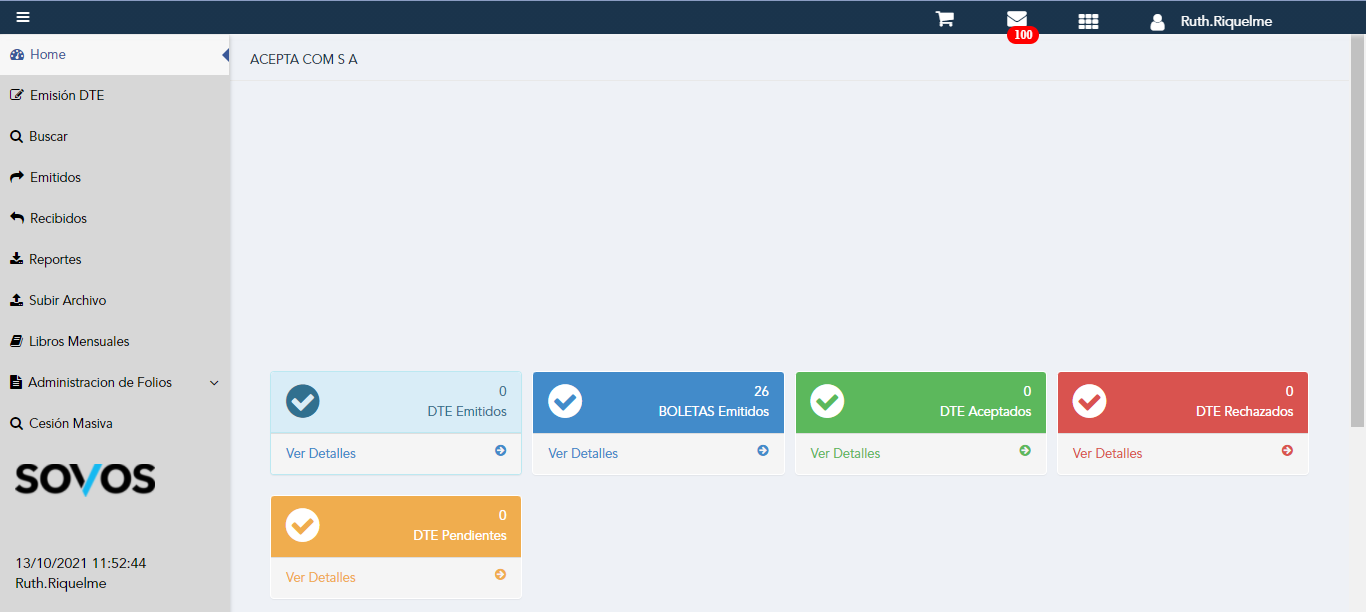 100
Ruth.Riquelme
Home
Emisión DTE
Buscar
Emitidos
Recibidos
Reportes
Subir Archivo
Libros Mensuales
Administracion de Folios
Cesión Masiva
SOVOS
13/10/2021 11:52:44
Ruth.Riquelme
ACEPTA COM S A
0
DTE Emitidos
Ver Detalles
26
BOLETAS Emitidos
Ver Detalles
0
DTE Aceptados
Ver Detalles
0
DTE Rechazados
Ver Detalles
0
DTE Pendientes
Ver Detalles